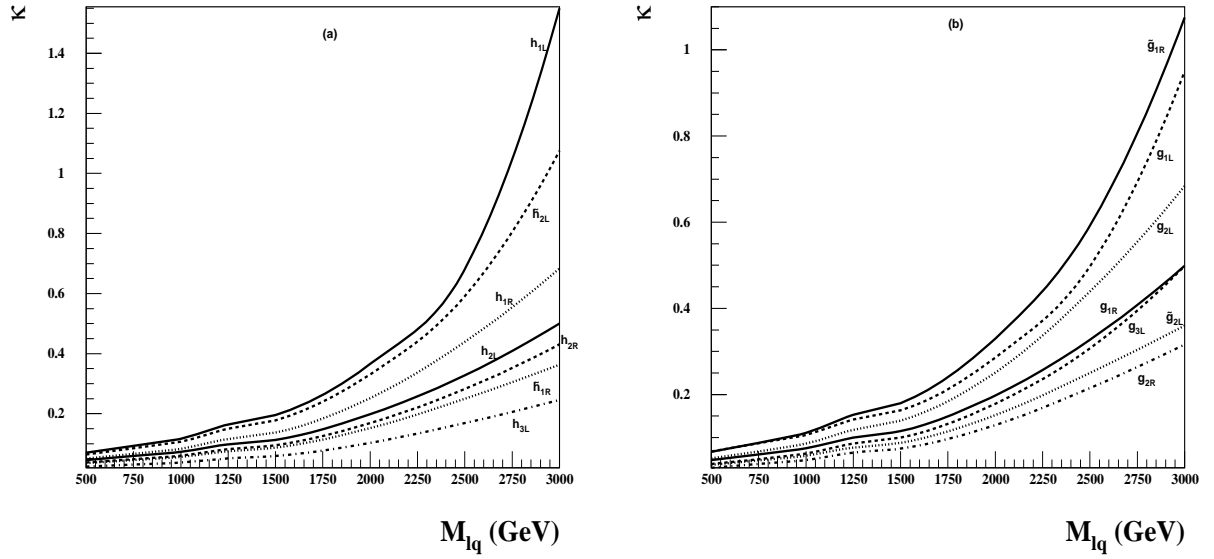 κ
(a)
1.4
1.2
1
0.8
0.6
0.4
0.2
h1L
h̃2L
h1R
h2L
h2R
h̃1R
h3L
500 750 1000 1250 1500 1750 2000 2250 2500 2750 3000
Mlq (GeV)
κ
(b)
1
0.8
0.6
0.4
0.2
g̃1R
g1L
g2L
g1R
g3L
g̃2L
g2R
500 750 1000 1250 1500 1750 2000 2250 2500 2750 3000
Mlq (GeV)